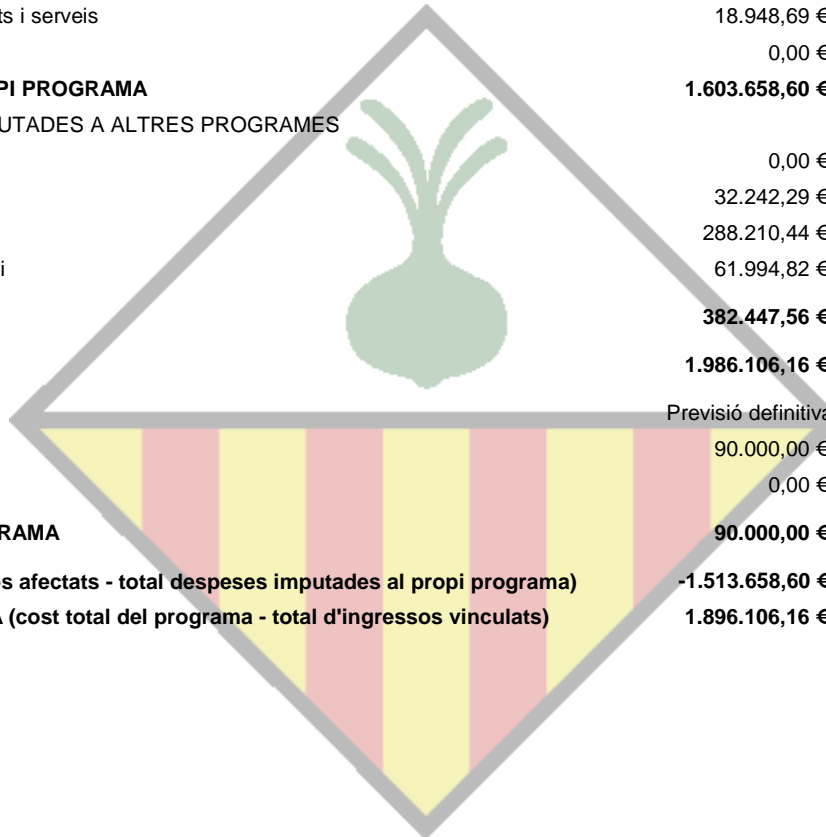 ts i serveis 18.948,69 €
0,00 €
PI PROGRAMA 1.603.658,60 €
UTADES A ALTRES PROGRAMES
0,00 €
32.242,29 €
288.210,44 €
i 61.994,82 €
382.447,56 €
1.986.106,16 €
Previsió definitiva
90.000,00 €
0,00 €
RAMA 90.000,00 €
s afectats - total despeses imputades al propi programa) -1.513.658,60 €
(cost total del programa - total d'ingressos vinculats) 1.896.106,16 €